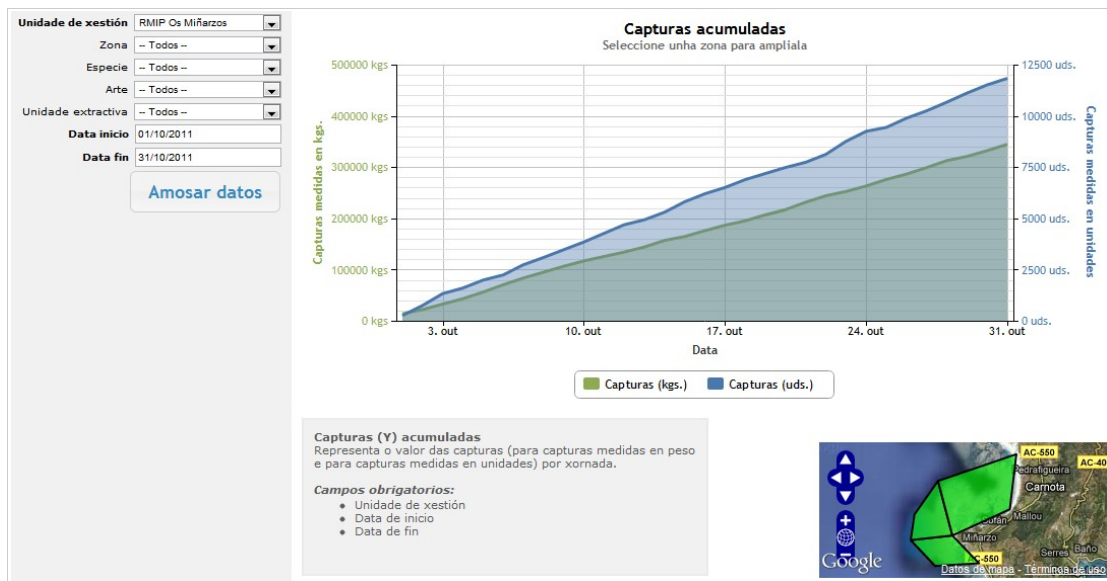 Unidade de xestión RMIP Os Miñarzos
Zona -- Todos --
Especie -- Todos --
Arte -- Todos --
Unidade extractiva -- Todos --
Data inicio 01/10/2011
Data fin 31/10/2011
Amosar datos
Capturas acumuladas
Seleccione unha zona para ampliala
Capturas medidas en kgs.
500000 kgs
400000 kgs
300000 kgs
200000 kgs
100000 kgs
0 kgs
12500 uds.
10000 uds.
7500 uds.
5000 uds.
2500 uds.
0 uds.
Capturas medidas en unidades
3. out 10. out 17. out 24. out 31. out
Data
Capturas (kgs.) Capturas (uds.)
Capturas (Y) acumuladas
Representa o valor das capturas (para capturas medidas en peso
e para capturas medidas en unidades) por xornada.
Campos obrigatorios:
Unidade de xestión
Data de inicio
Data de fin
AC-550
AC-40
Pedrafigueira
Carnota
Mallou
Miñarzo
Serres Baño
AC-550
Google
Datos de mapa - Términos de uso